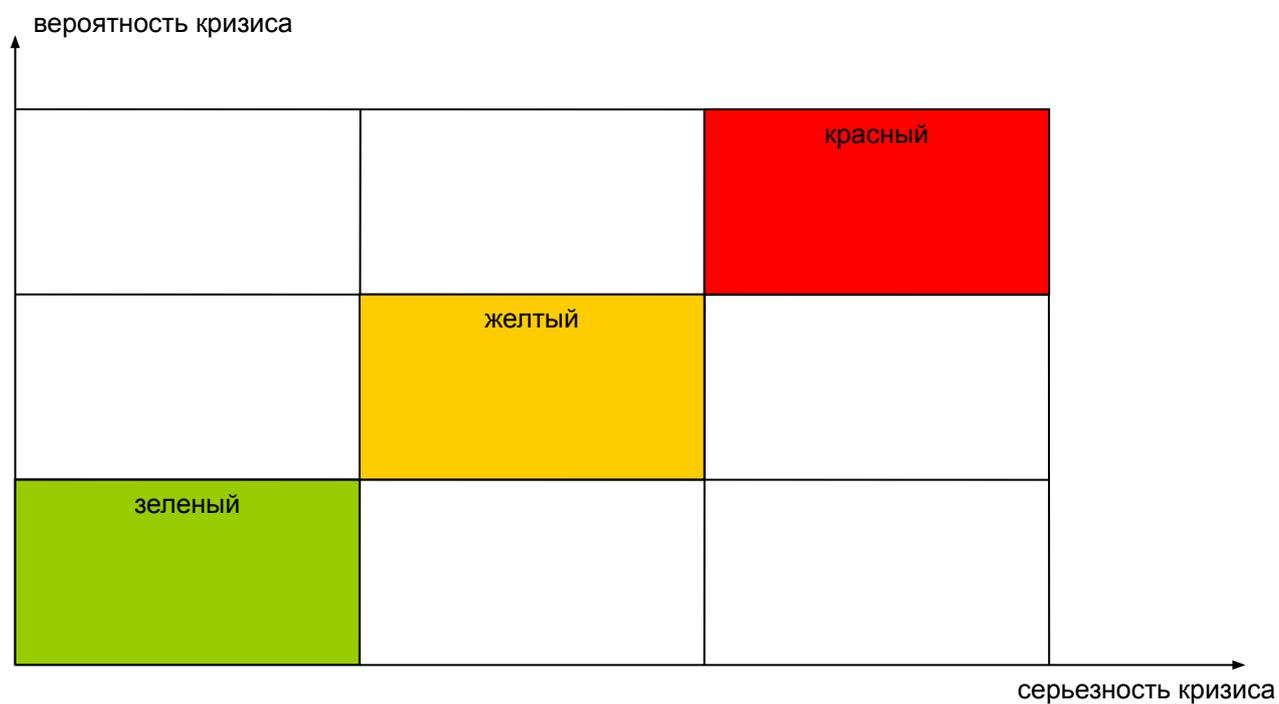 вероятность кризиса
красный
желтый
зеленый
серьезность кризиса